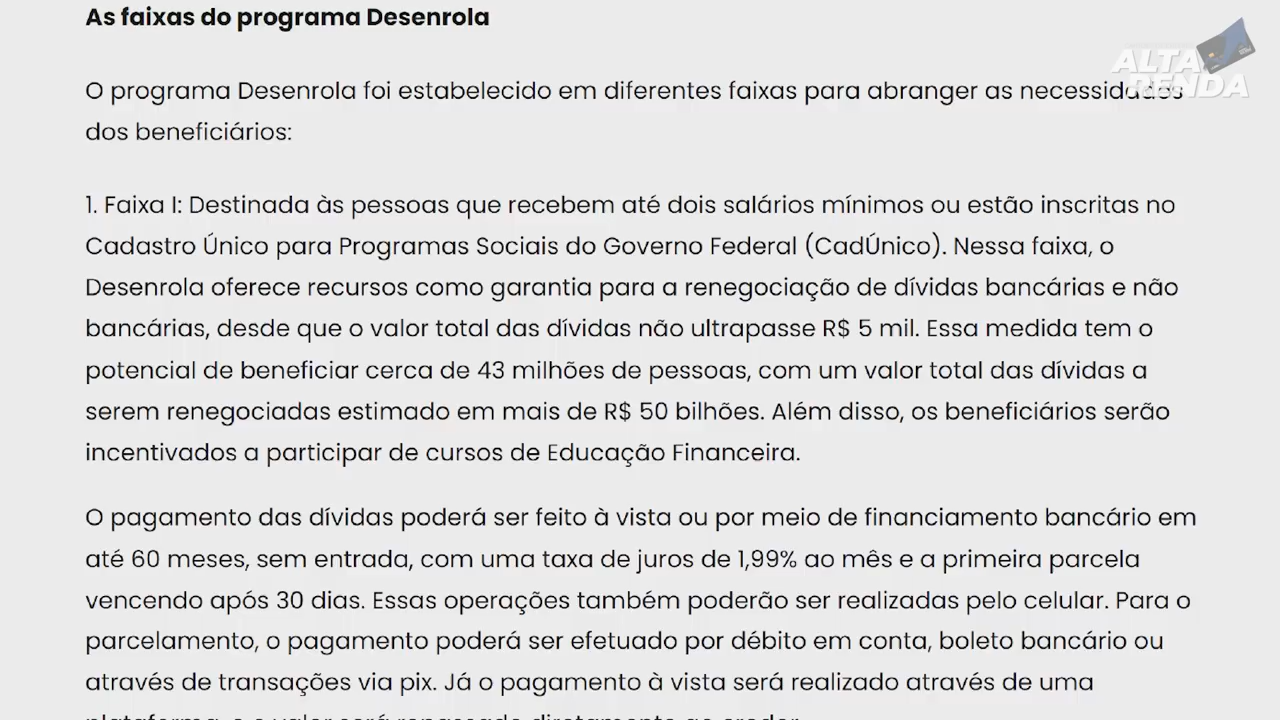 As faixas do programa Desenrola
ALTA
RENDA
O programa Desenrola foi estabelecido em diferentes faixas para abranger as necessidades
dos beneficiários:
1. Faixa I: Destinada às pessoas que recebem até dois salários mínimos ou estão inscritas no
Cadastro Único para Programas Sociais do Governo Federal (CadÚnico). Nessa faixa, o
Desenrola oferece recursos como garantia para a renegociação de dívidas bancárias e não
bancárias, desde que o valor total das dívidas não ultrapasse R$ 5 mil. Essa medida tem o
potencial de beneficiar cerca de 43 milhões de pessoas, com um valor total das dívidas a
serem renegociadas estimado em mais de R$ 50 bilhões. Além disso, os beneficiários serão
incentivados a participar de cursos de Educação Financeira.
O pagamento das dívidas poderá ser feito à vista ou por meio de financiamento bancário em
até 60 meses, sem entrada, com uma taxa de juros de 1,99% ao mês e a primeira parcela
vencendo após 30 dias. Essas operações também poderão ser realizadas pelo celular. Para o
parcelamento, o pagamento poderá ser efetuado por débito em conta, boleto bancário ou
através de transações via pix. Já o pagamento à vista será realizado através de uma
plataforma, e o valor será repassado diretamente ao credor.